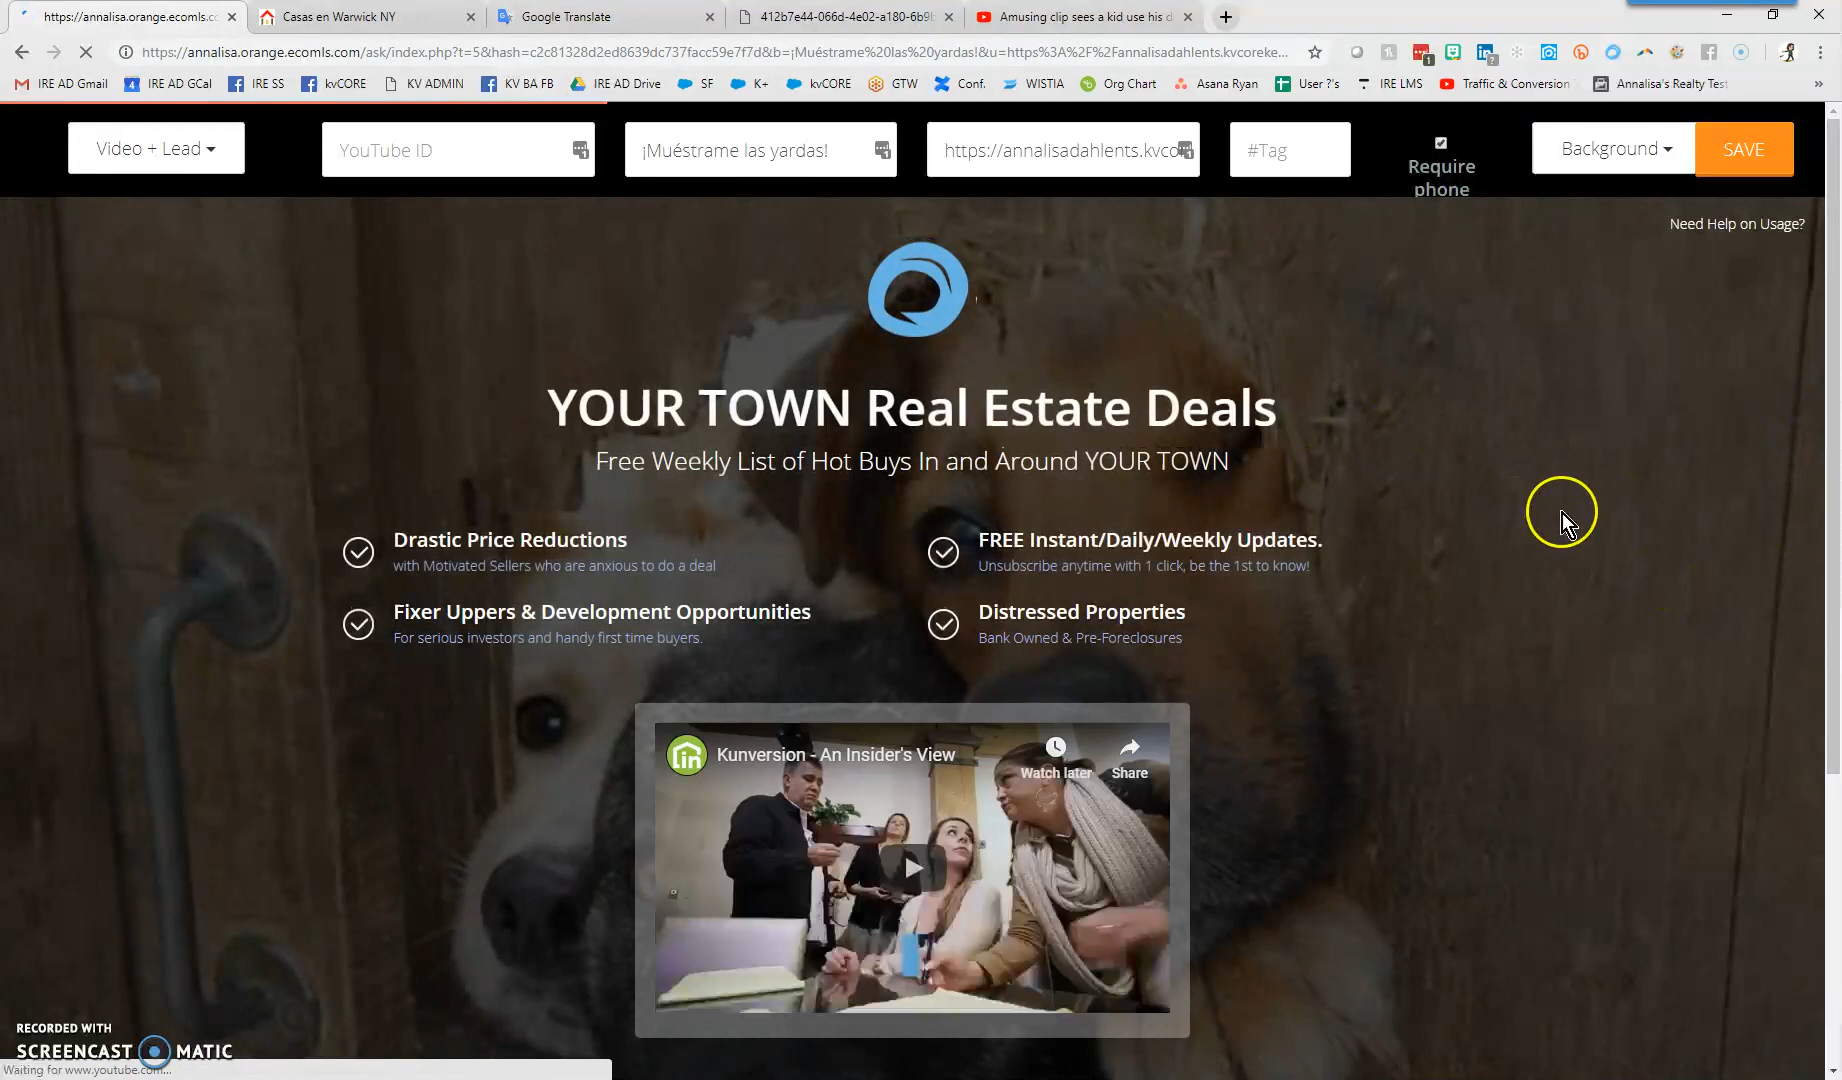 https://annalisa.orange.ecomls.cc
Casas en Warwick NY
Google Translate
412b7e44-066d-4e02-a180-6b9b
Amusing clip sees a kid use his d
https://annalisa.orange.ecomls.com/ask/index.php?t=5&hash=c2c81328d2ed8639dc737facc59e7f7d&b=¡Muéstrame%20las%20yardas!&u=https%3A%2F%2Fannalisadahlents.kvcoreke...
IRE AD Gmail
4 IRE AD GCal
IRE SS
kvCORE
KV ADMIN
KV BA FB
IRE AD Drive
SF
K+
kvCORE
GTW
Conf.
WISTIA
Org Chart
Asana Ryan
User ?'s
IRE LMS
Traffic & Conversion
Annalisa's Realty Test
»
Video + Lead
YouTube ID
¡Muéstrame las yardas!
https://annalisadahlents.kvco
#Tag
Require
phone
Background
SAVE
Need Help on Usage?
YOUR TOWN Real Estate Deals
Free Weekly List of Hot Buys In and Around YOUR TOWN
Drastic Price Reductions
with Motivated Sellers who are anxious to do a deal
FREE Instant/Daily/Weekly Updates.
Unsubscribe anytime with 1 click, be the 1st to know!
Fixer Uppers & Development Opportunities
For serious investors and handy first time buyers.
Distressed Properties
Bank Owned & Pre-Foreclosures
in
Kunversion - An Insider's View
Watch later
Share
RECORDED WITH
SCREENCAST MATIC
Waiting for www.youtube.com...